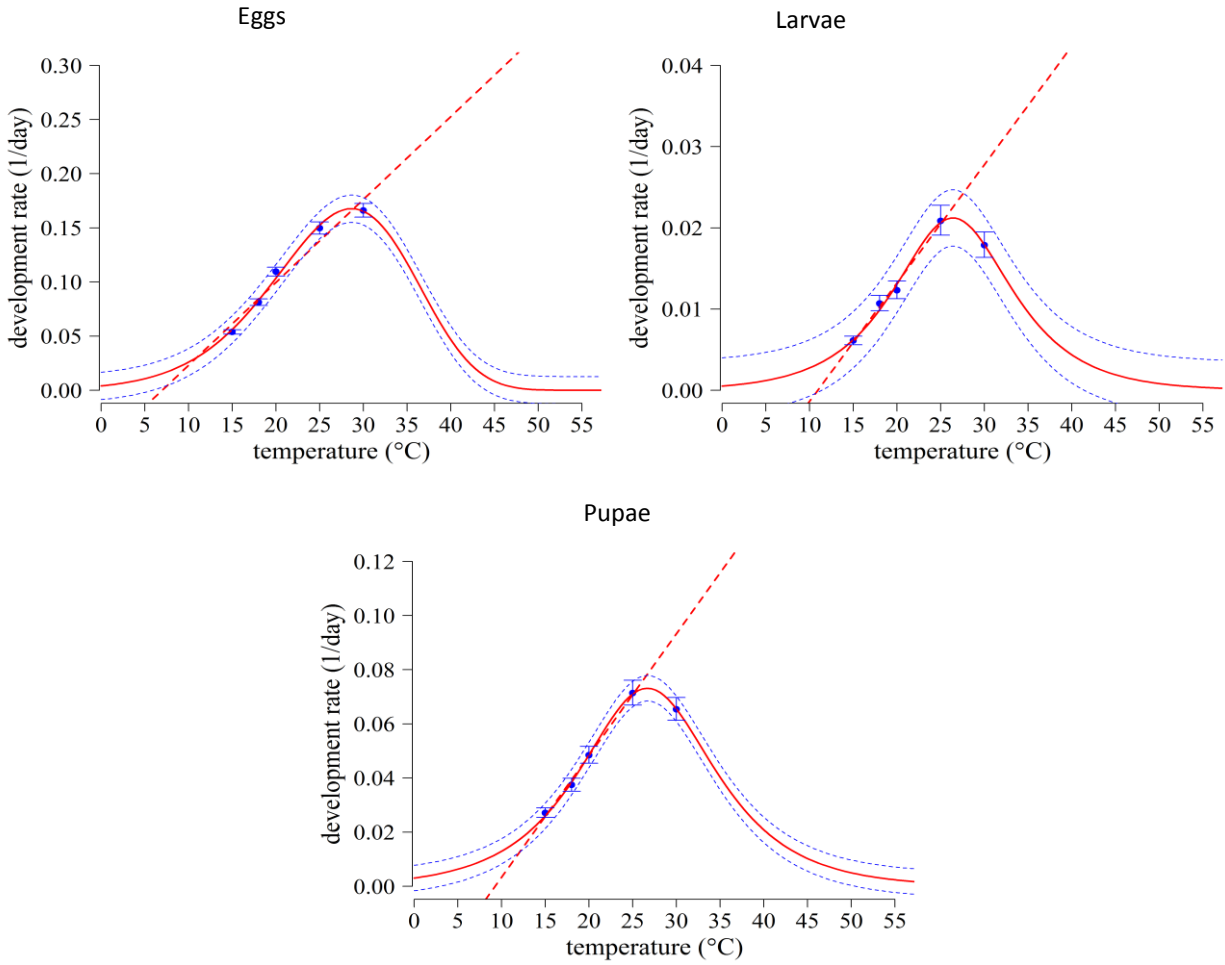 Eggs
Larvae
0.30
0.25
0.20
0.15
0.10
0.05
0.00
development rate (1/day)
0 5 10 15 20 25 30 35 40 45 50 55
temperature (°C)
0.04
0.03
0.02
0.01
0.00
development rate (1/day)
0 5 10 15 20 25 30 35 40 45 50 55
temperature (°C)
Pupae
0.12
0.10
0.08
0.06
0.04
0.02
0.00
development rate (1/day)
0 5 10 15 20 25 30 35 40 45 50 55
temperature (°C)